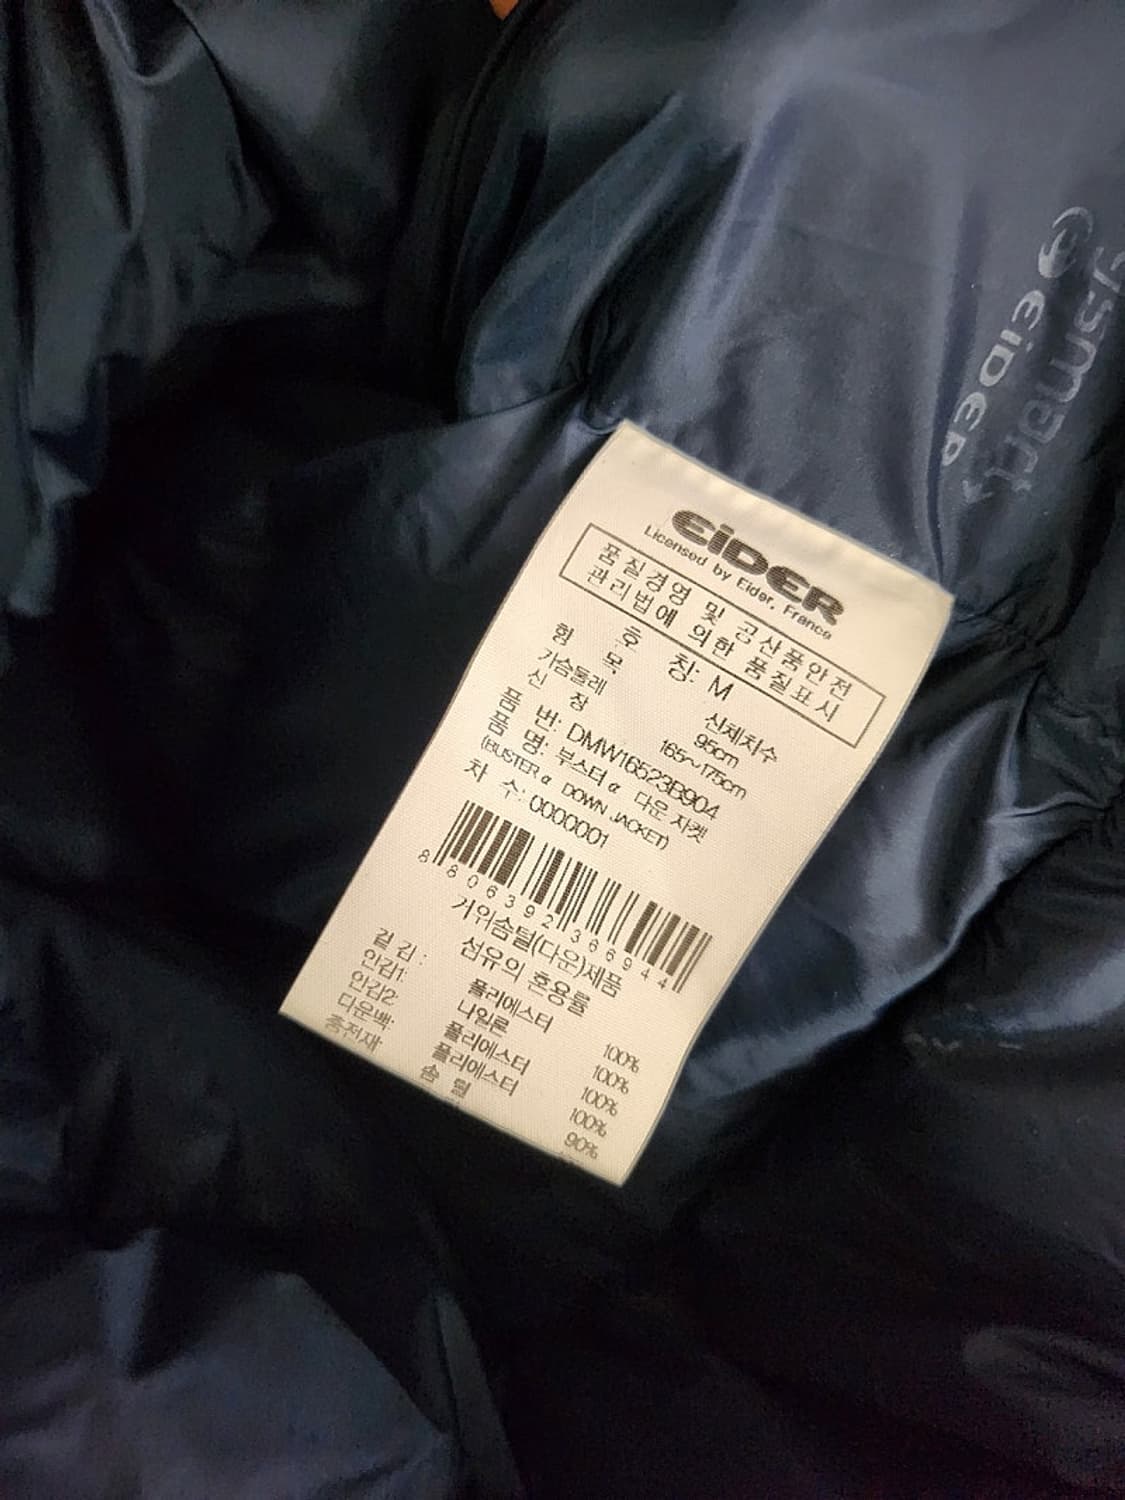 EiDER
smart
EiDER
Licensed by Eider, France
품질경영 및 공산품안전
관리법에 의한 품질표시
호 칭: M
항 목 신체치수
가슴둘레 95cm
신 장 165~175cm
품 번: DMW16523B904
품 명: 부스터 α 다운 자켓
(BUSTER α DOWN JACKET)
차 수: 0000001
8 806392 366944
거위솜털(다운)제품
섬유의 혼용률
겉감: 폴리에스터 100%
안감1: 나일론 100%
안감2: 폴리에스터 100%
다운백: 폴리에스터 100%
충전재 솜털 90%